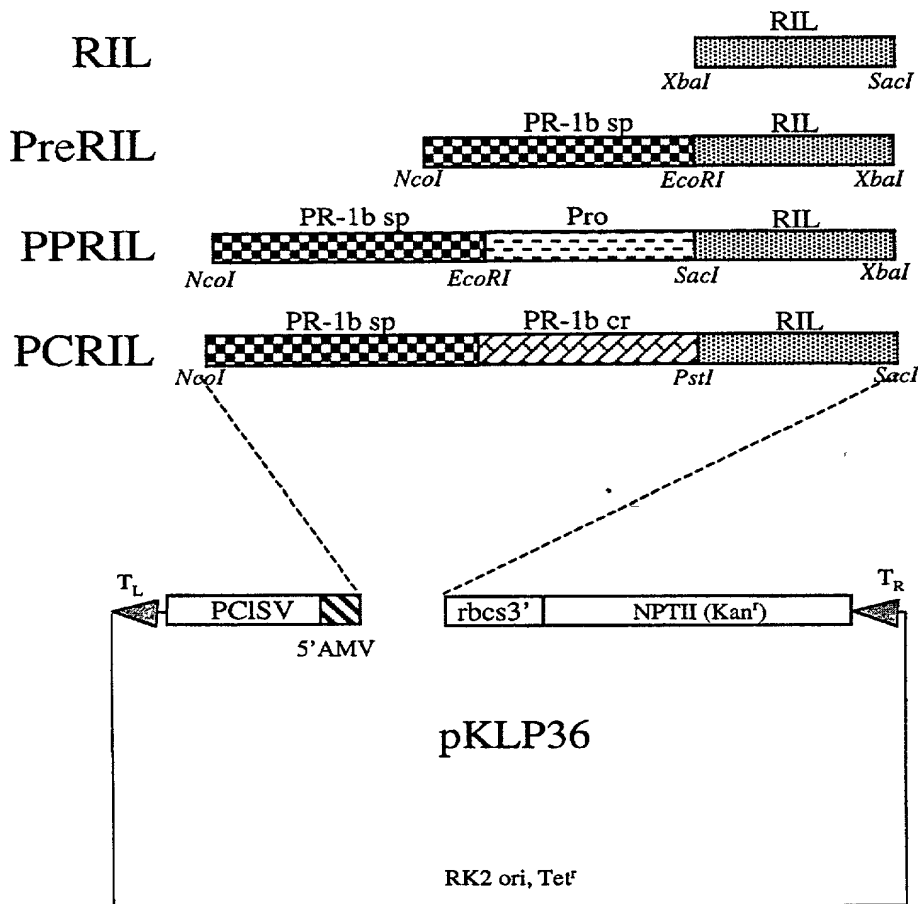 RIL
RIL
XbaI SacI
PreRIL
PR-1b sp RIL
NcoI EcoRI XbaI
PPRIL
PR-1b sp Pro RIL
NcoI EcoRI SacI XbaI
PCRIL
PR-1b sp PR-1b cr RIL
NcoI PstI SacI
TL TR
PClSV rbcs3' NPTII (Kanr)
5'AMV
pKLP36
RK2 ori, Tetr